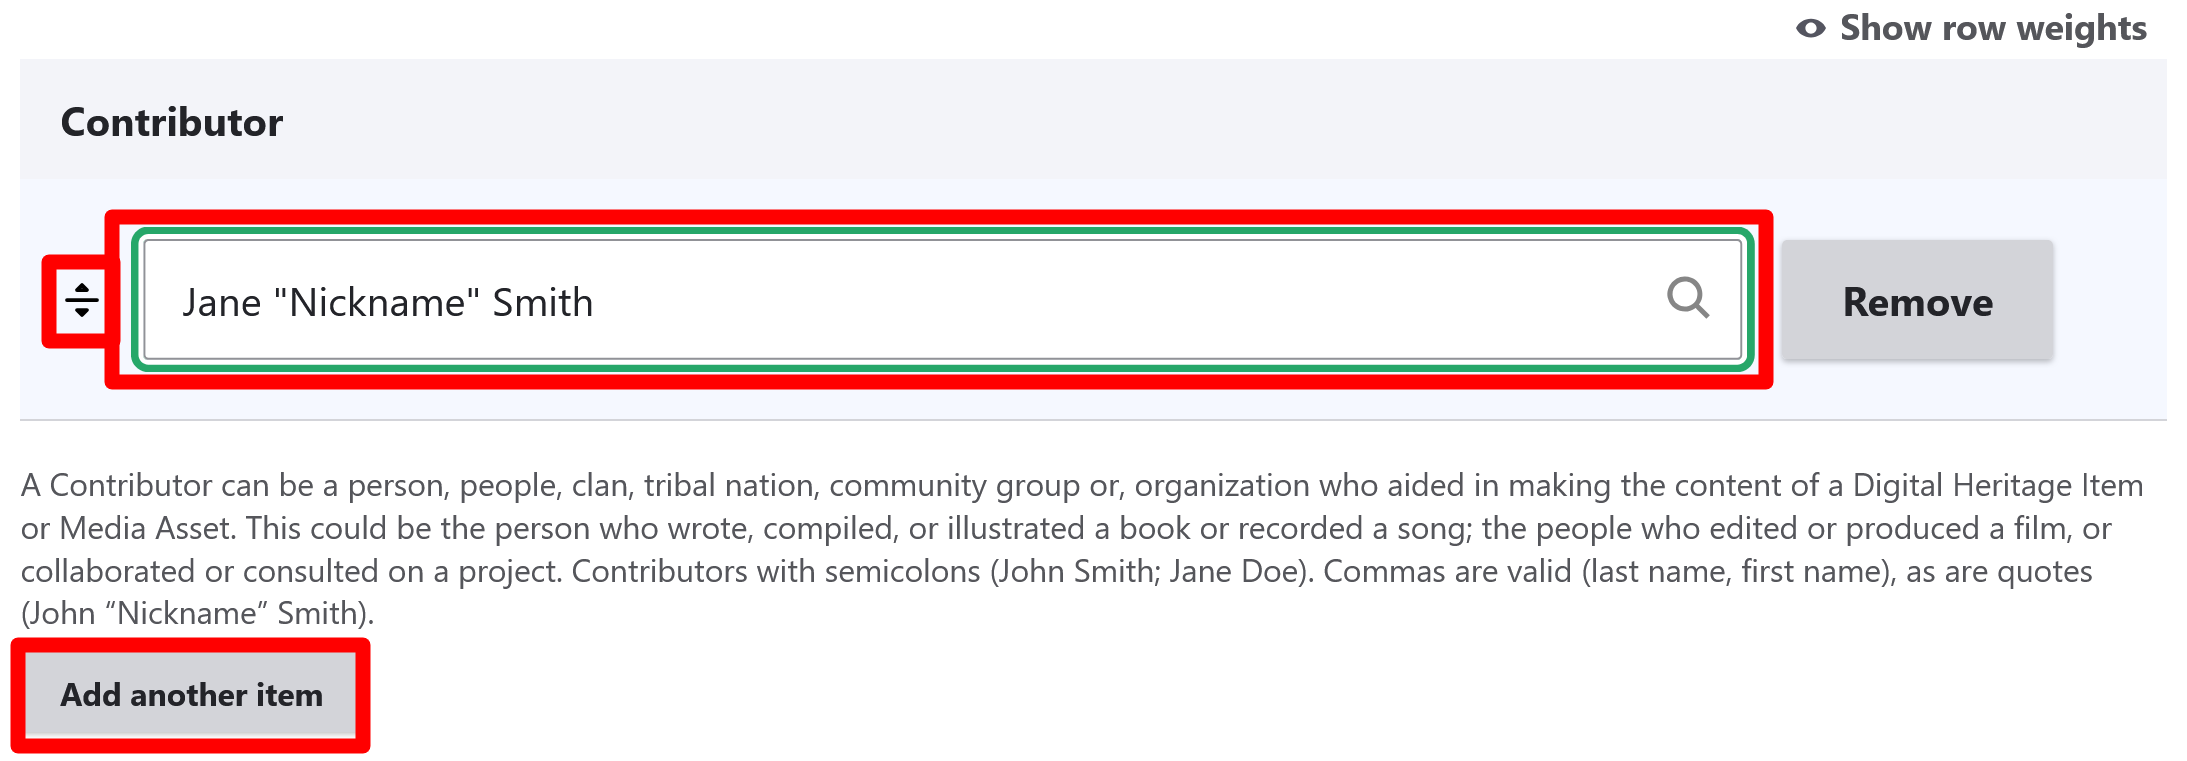 Show row weights
Contributor
Jane "Nickname" Smith
Remove
A Contributor can be a person, people, clan, tribal nation, community group or, organization who aided in making the content of a Digital Heritage Item
or Media Asset. This could be the person who wrote, compiled, or illustrated a book or recorded a song; the people who edited or produced a film, or
collaborated or consulted on a project. Contributors with semicolons (John Smith; Jane Doe). Commas are valid (last name, first name), as are quotes
(John “Nickname” Smith).
Add another item